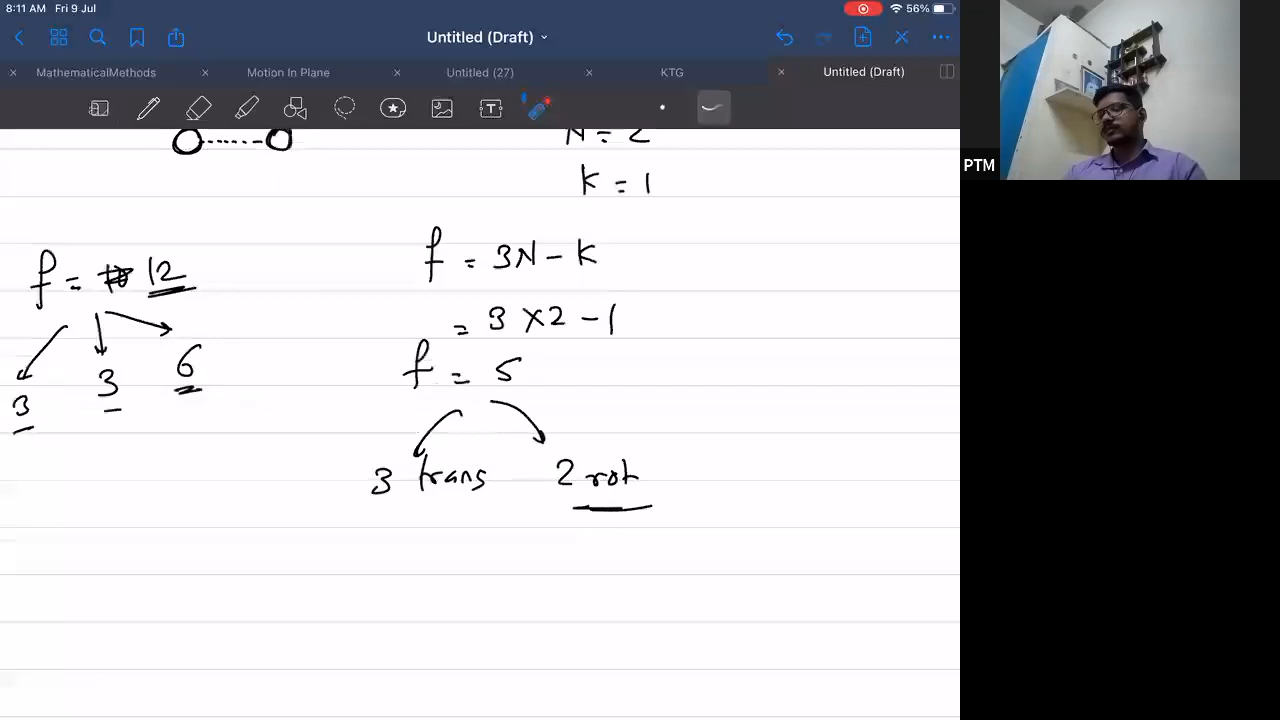 8:11 AM Fri 9 Jul
56%
Untitled (Draft)
MathematicalMethods
Motion In Plane
Untitled (27)
KTG
Untitled (Draft)
PTM
N = 2
K = 1
f = 12
3 3 6
f = 3N - K
= 3 × 2 - 1
f = 5
3 trans 2 rot